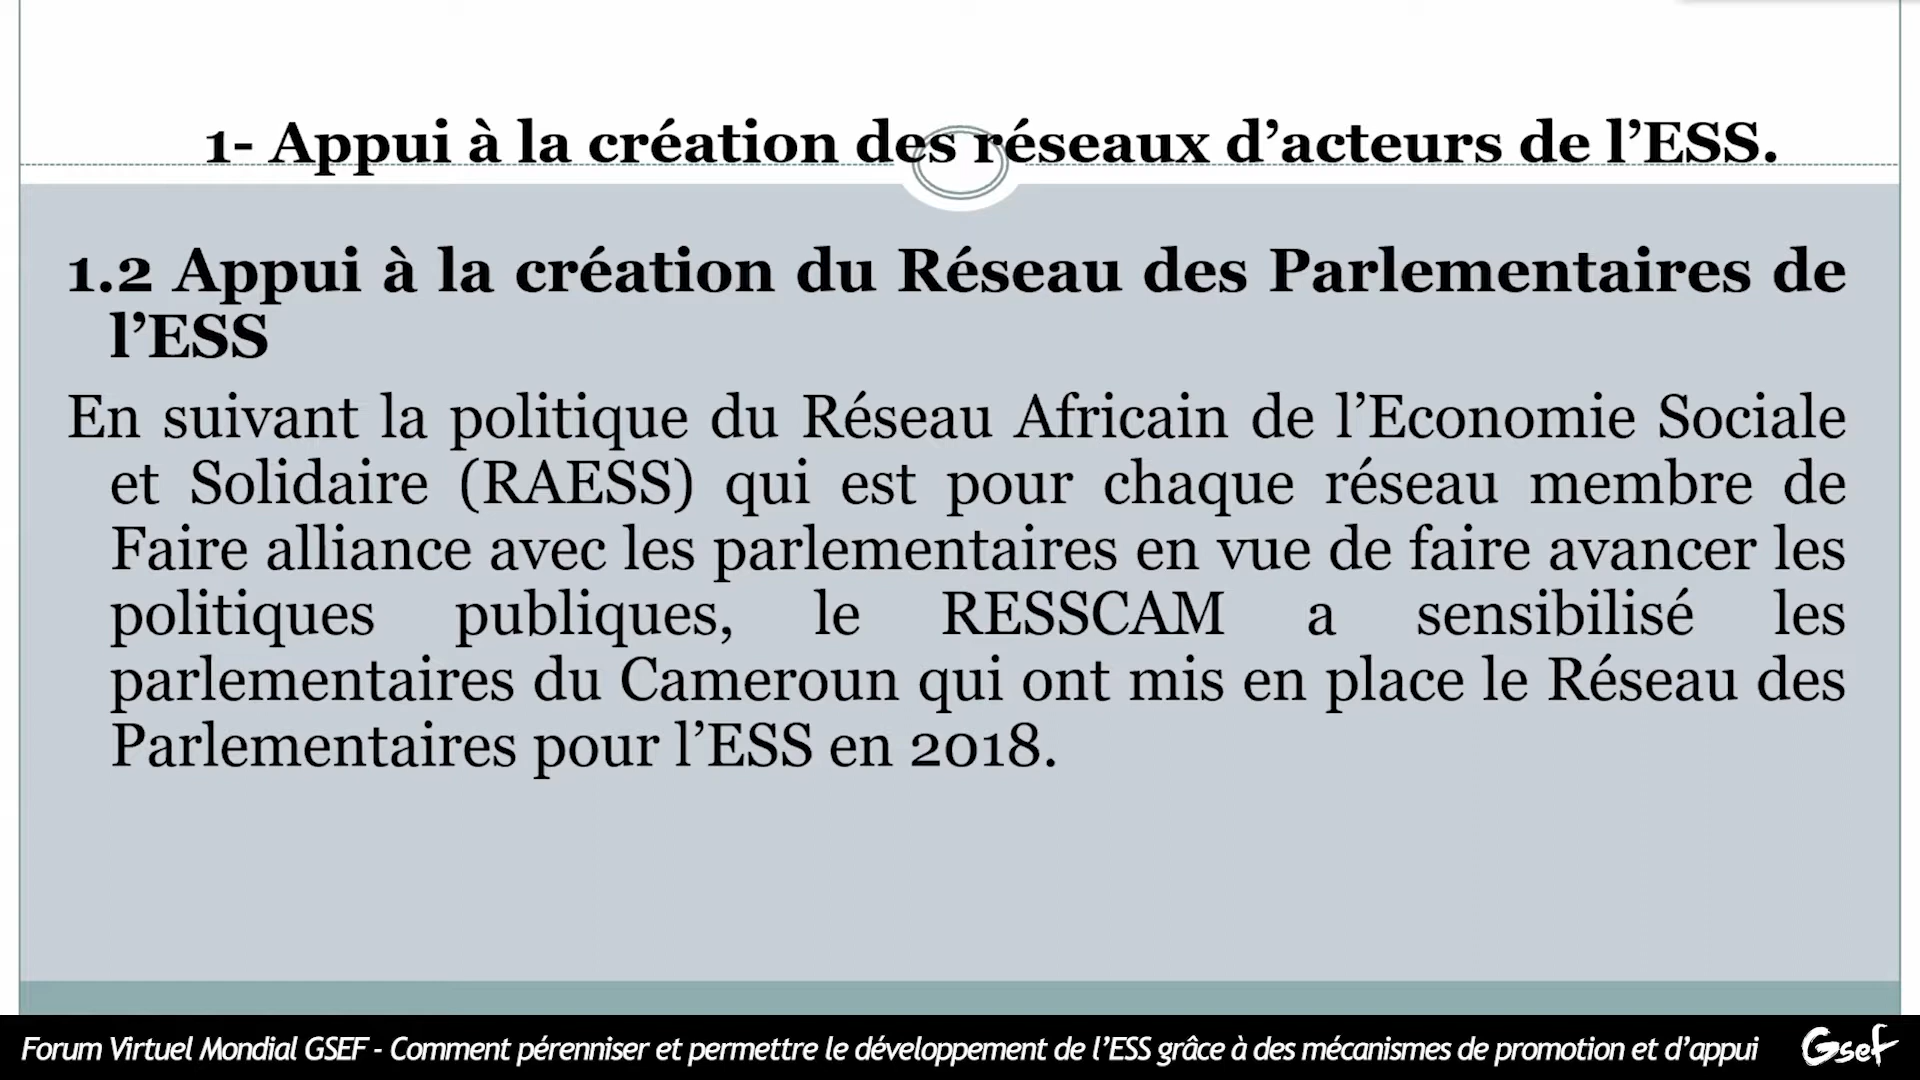 1- Appui à la création des réseaux d’acteurs de l’ESS.
1.2 Appui à la création du Réseau des Parlementaires de
l’ESS
En suivant la politique du Réseau Africain de l’Economie Sociale
et Solidaire (RAESS) qui est pour chaque réseau membre de
Faire alliance avec les parlementaires en vue de faire avancer les
politiques publiques, le RESSCAM a sensibilisé les
parlementaires du Cameroun qui ont mis en place le Réseau des
Parlementaires pour l’ESS en 2018.
Forum Virtuel Mondial GSEF - Comment pérenniser et permettre le développement de l’ESS grâce à des mécanismes de promotion et d’appui
Gsef